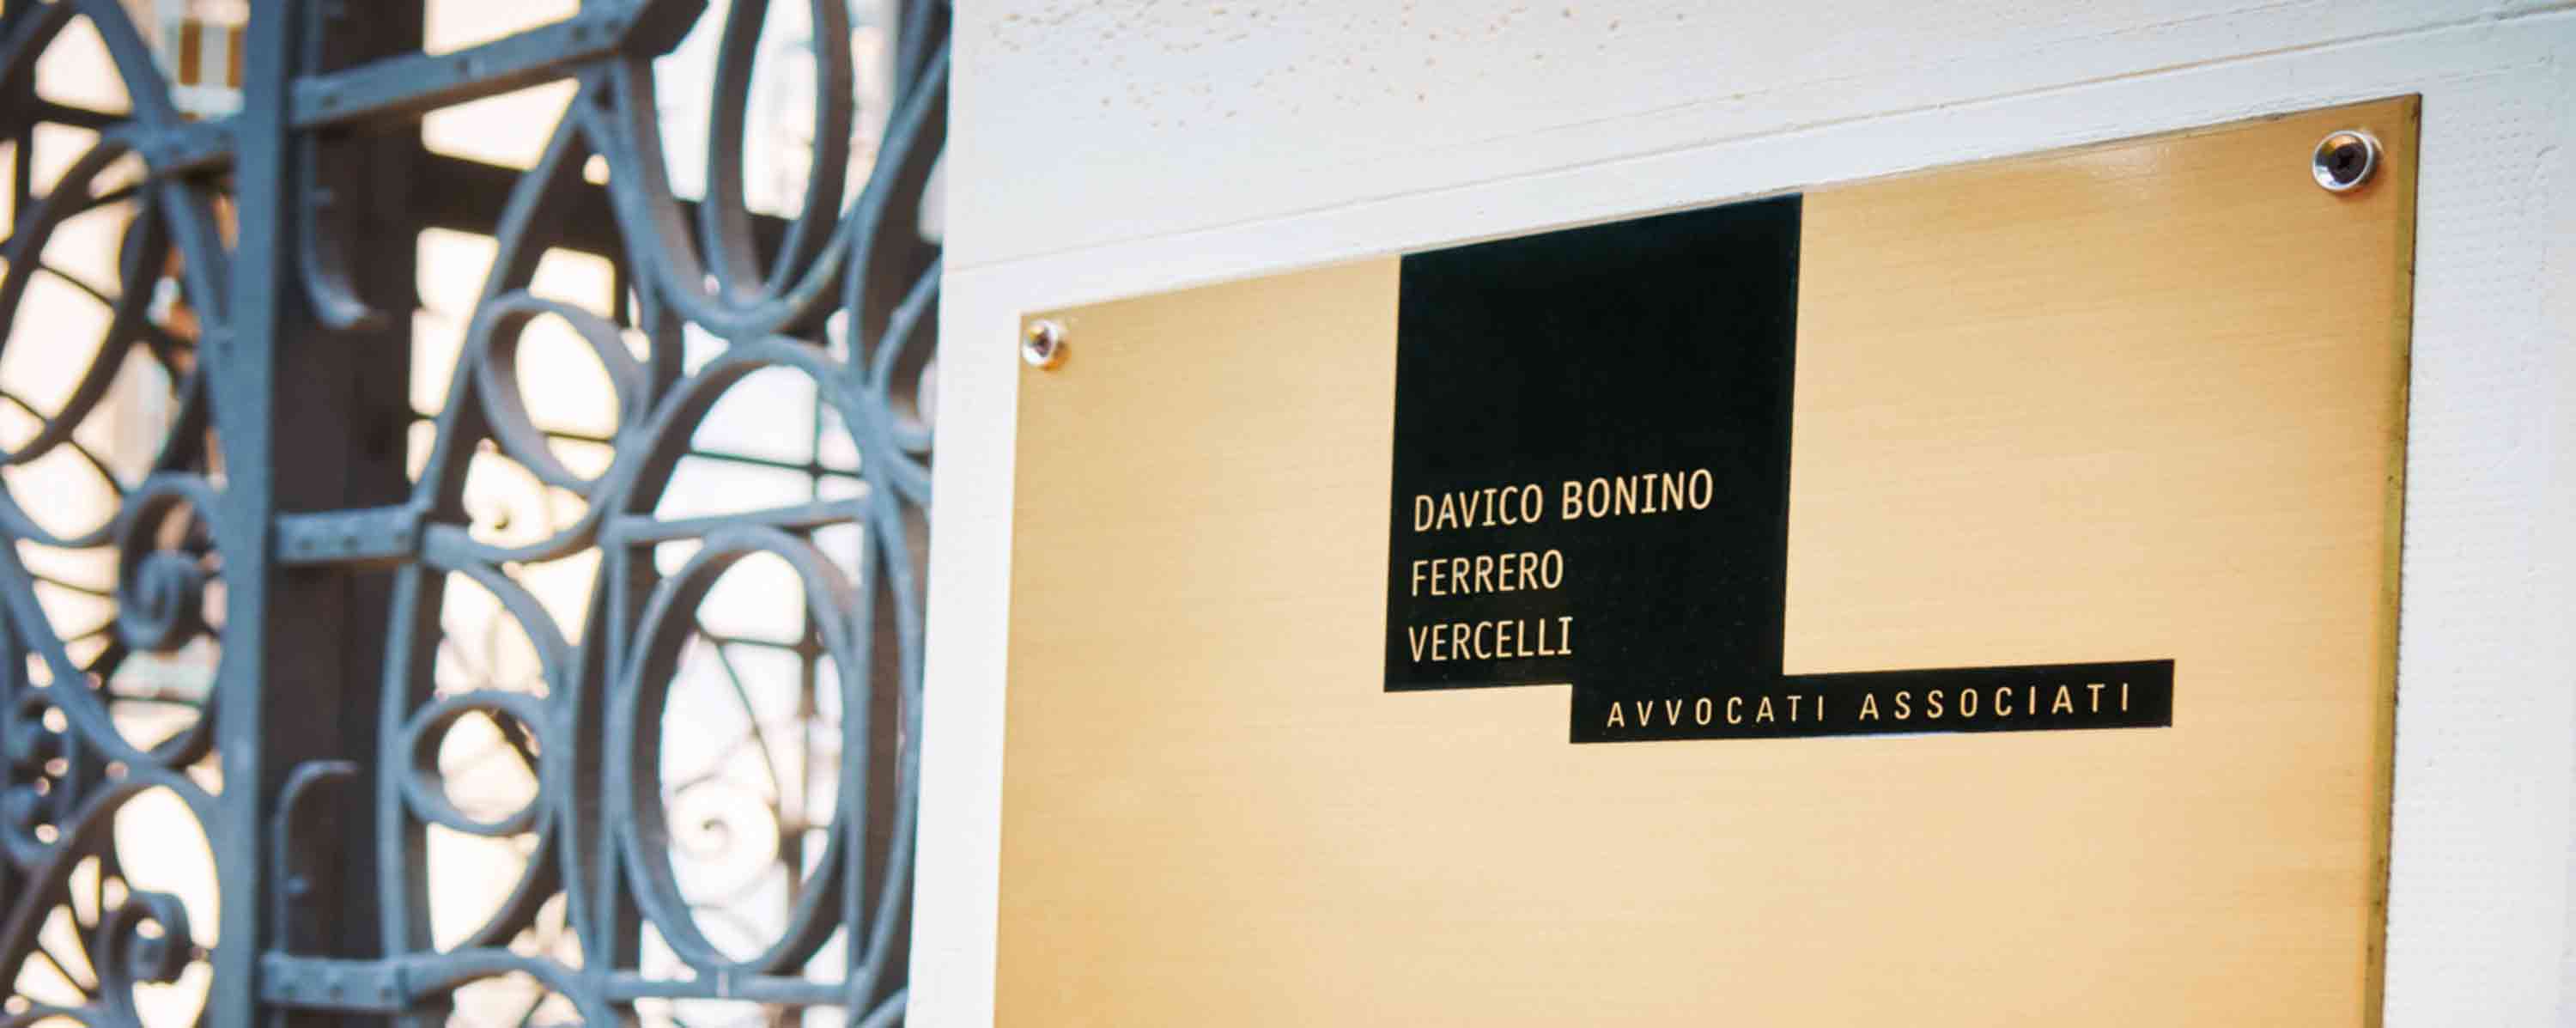 DAVICO BONINO
FERRERO
VERCELLI
AVVOCATI ASSOCIATI